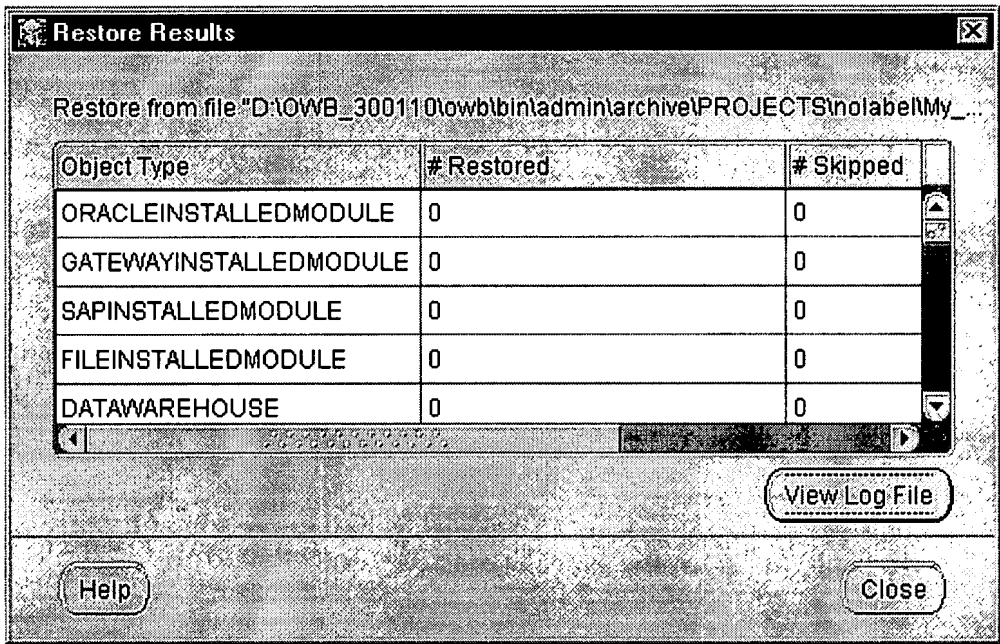 Restore Results
Restore from file "D:\OWB_300110\owb\bin\admin\archive\PROJECTS\nolabel\My_...
Object Type # Restored # Skipped
ORACLEINSTALLEDMODULE 0 0
GATEWAYINSTALLEDMODULE 0 0
SAPINSTALLEDMODULE 0 0
FILEINSTALLEDMODULE 0 0
DATAWAREHOUSE 0 0
View Log File
Help Close